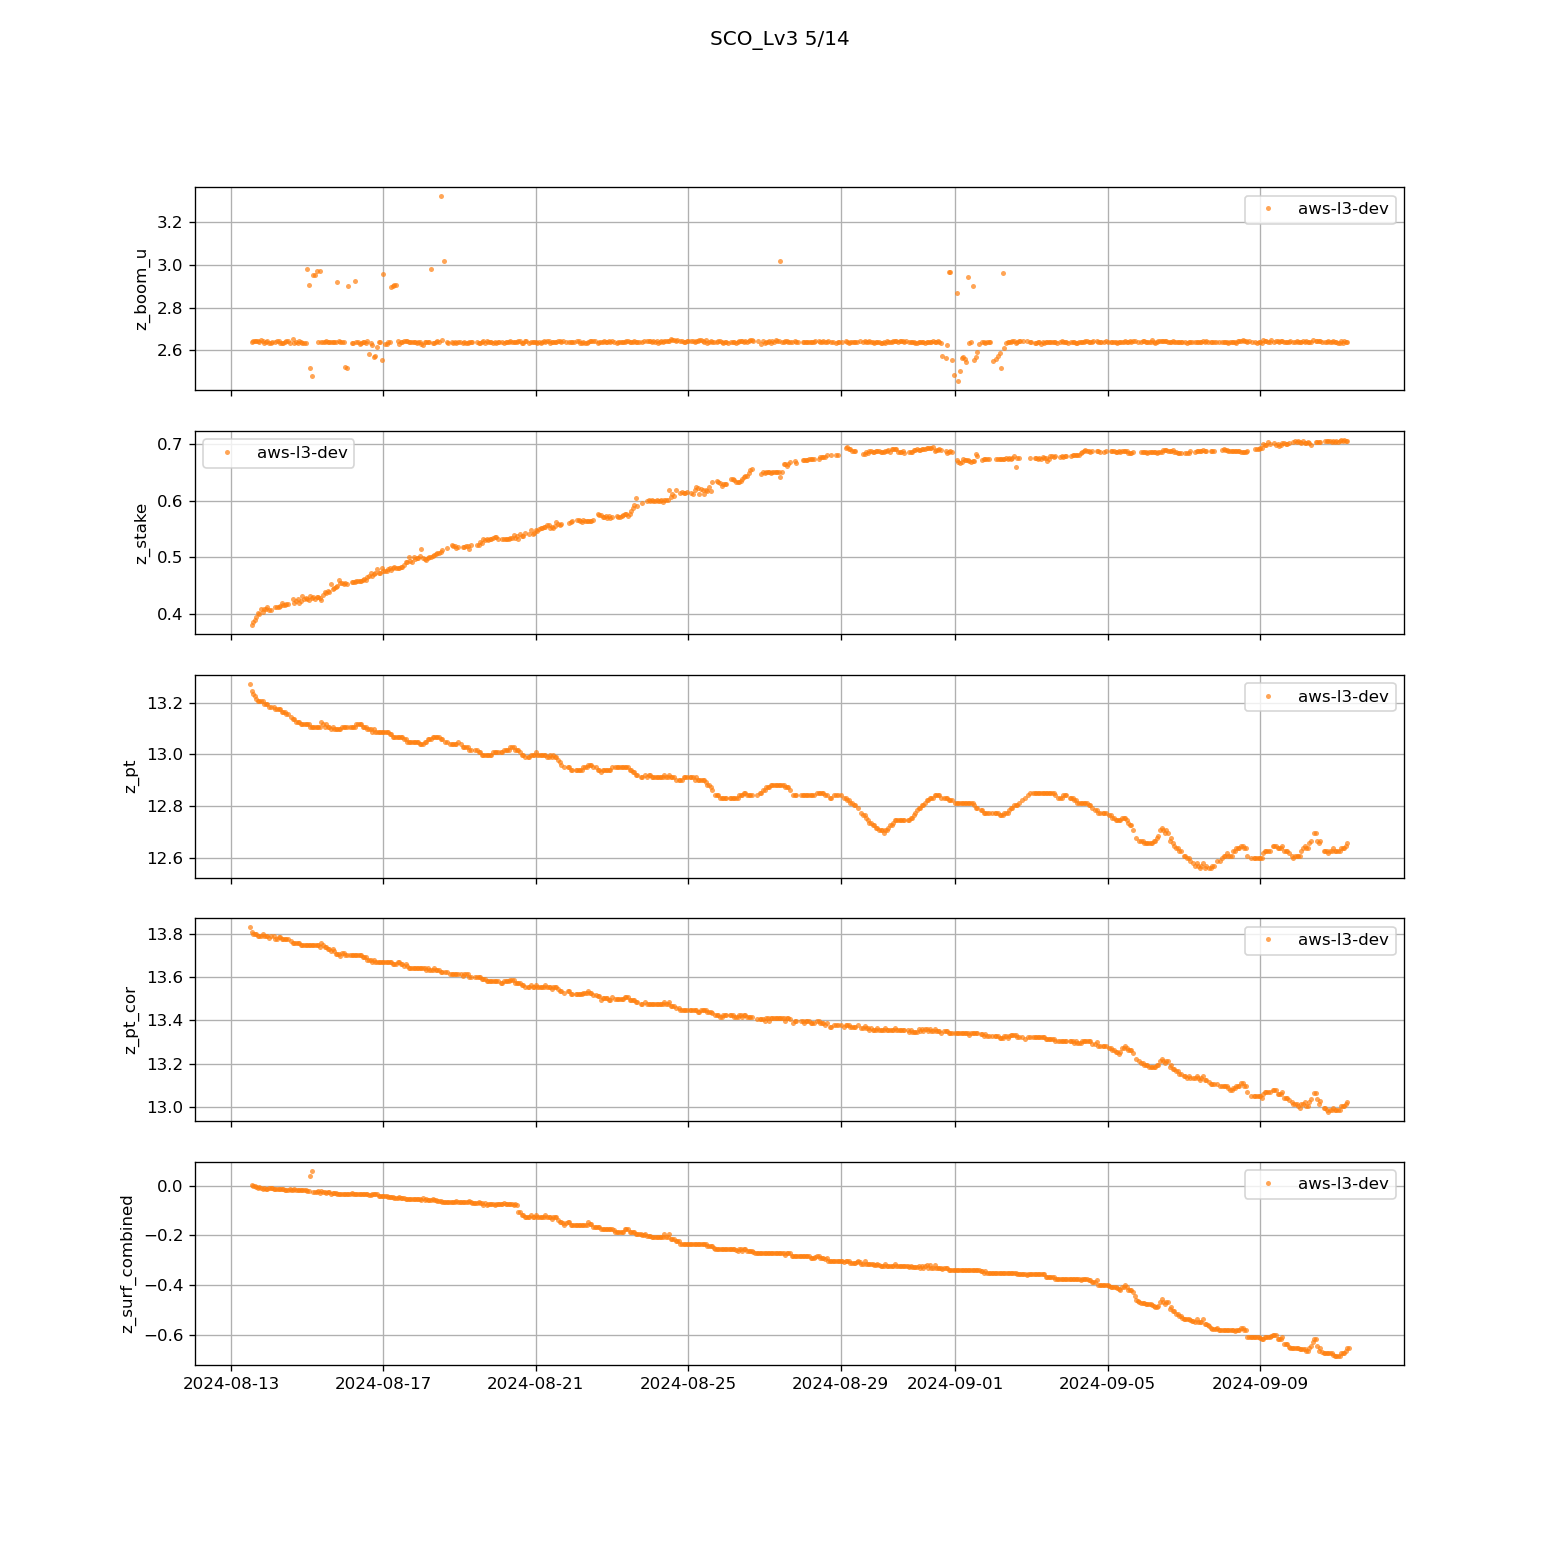 SCO_Lv3 5/14
z_boom_u
3.2
3.0
2.8
2.6
aws-l3-dev
z_stake
0.7
0.6
0.5
0.4
aws-l3-dev
z_pt
13.2
13.0
12.8
12.6
aws-l3-dev
z_pt_cor
13.8
13.6
13.4
13.2
13.0
aws-l3-dev
z_surf_combined
0.0
−0.2
−0.4
−0.6
aws-l3-dev
2024-08-13 2024-08-17 2024-08-21 2024-08-25 2024-08-29 2024-09-01 2024-09-05 2024-09-09